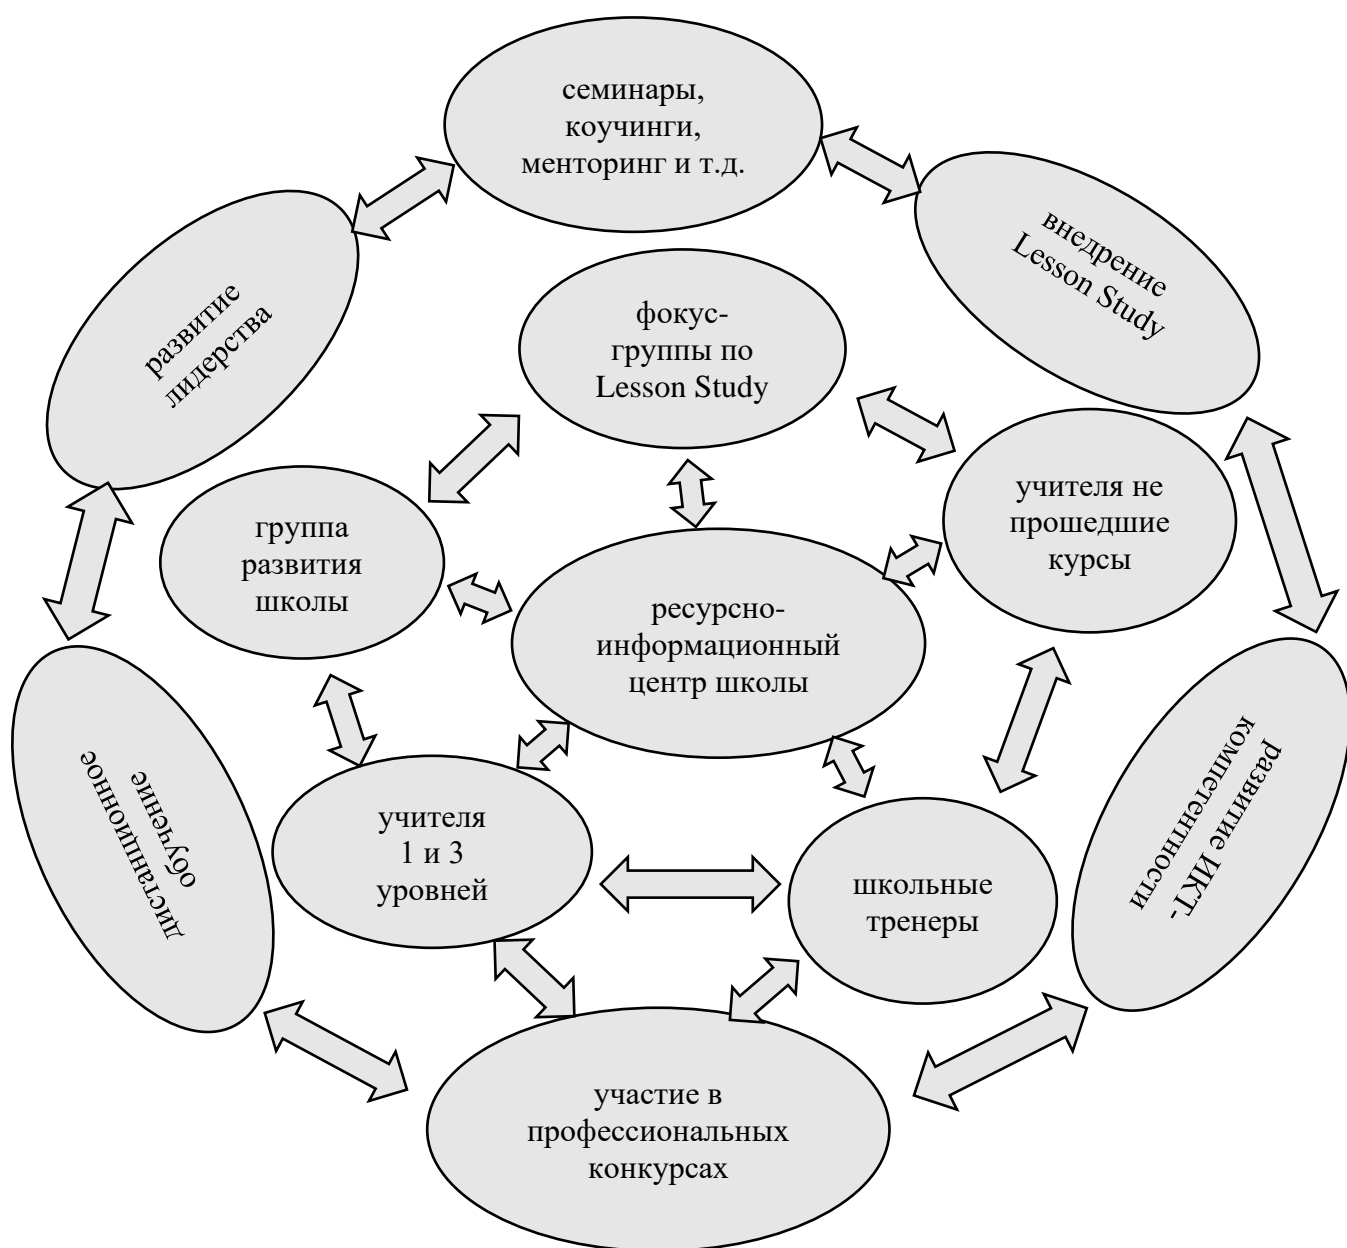 семинары,
коучинги,
менторинг и т.д.
внедрение
Lesson Study
развитие
лидерства
фокус-
группы по
Lesson Study
учителя не
прошедшие
курсы
группа
развития
школы
ресурсно-
информационный
центр школы
дистанционное
обучение
развитие ИКТ-
компетентности
учителя
1 и 3
уровней
школьные
тренеры
участие в
профессиональных
конкурсах